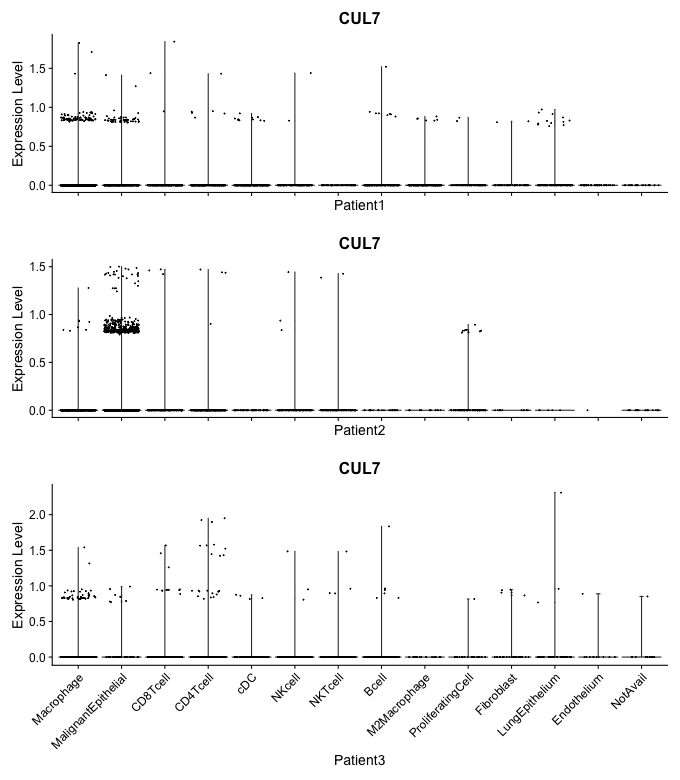 CUL7
Expression Level
1.5
1.0
0.5
0.0
Patient1
CUL7
Expression Level
1.5
1.0
0.5
0.0
Patient2
CUL7
Expression Level
2.0
1.5
1.0
0.5
0.0
Macrophage
MalignantEpithelial
CD8Tcell
CD4Tcell
cDC
NKcell
NKTcell
Bcell
M2Macrophage
ProliferatingCell
Fibroblast
LungEpithelium
Endothelium
NotAvail
Patient3